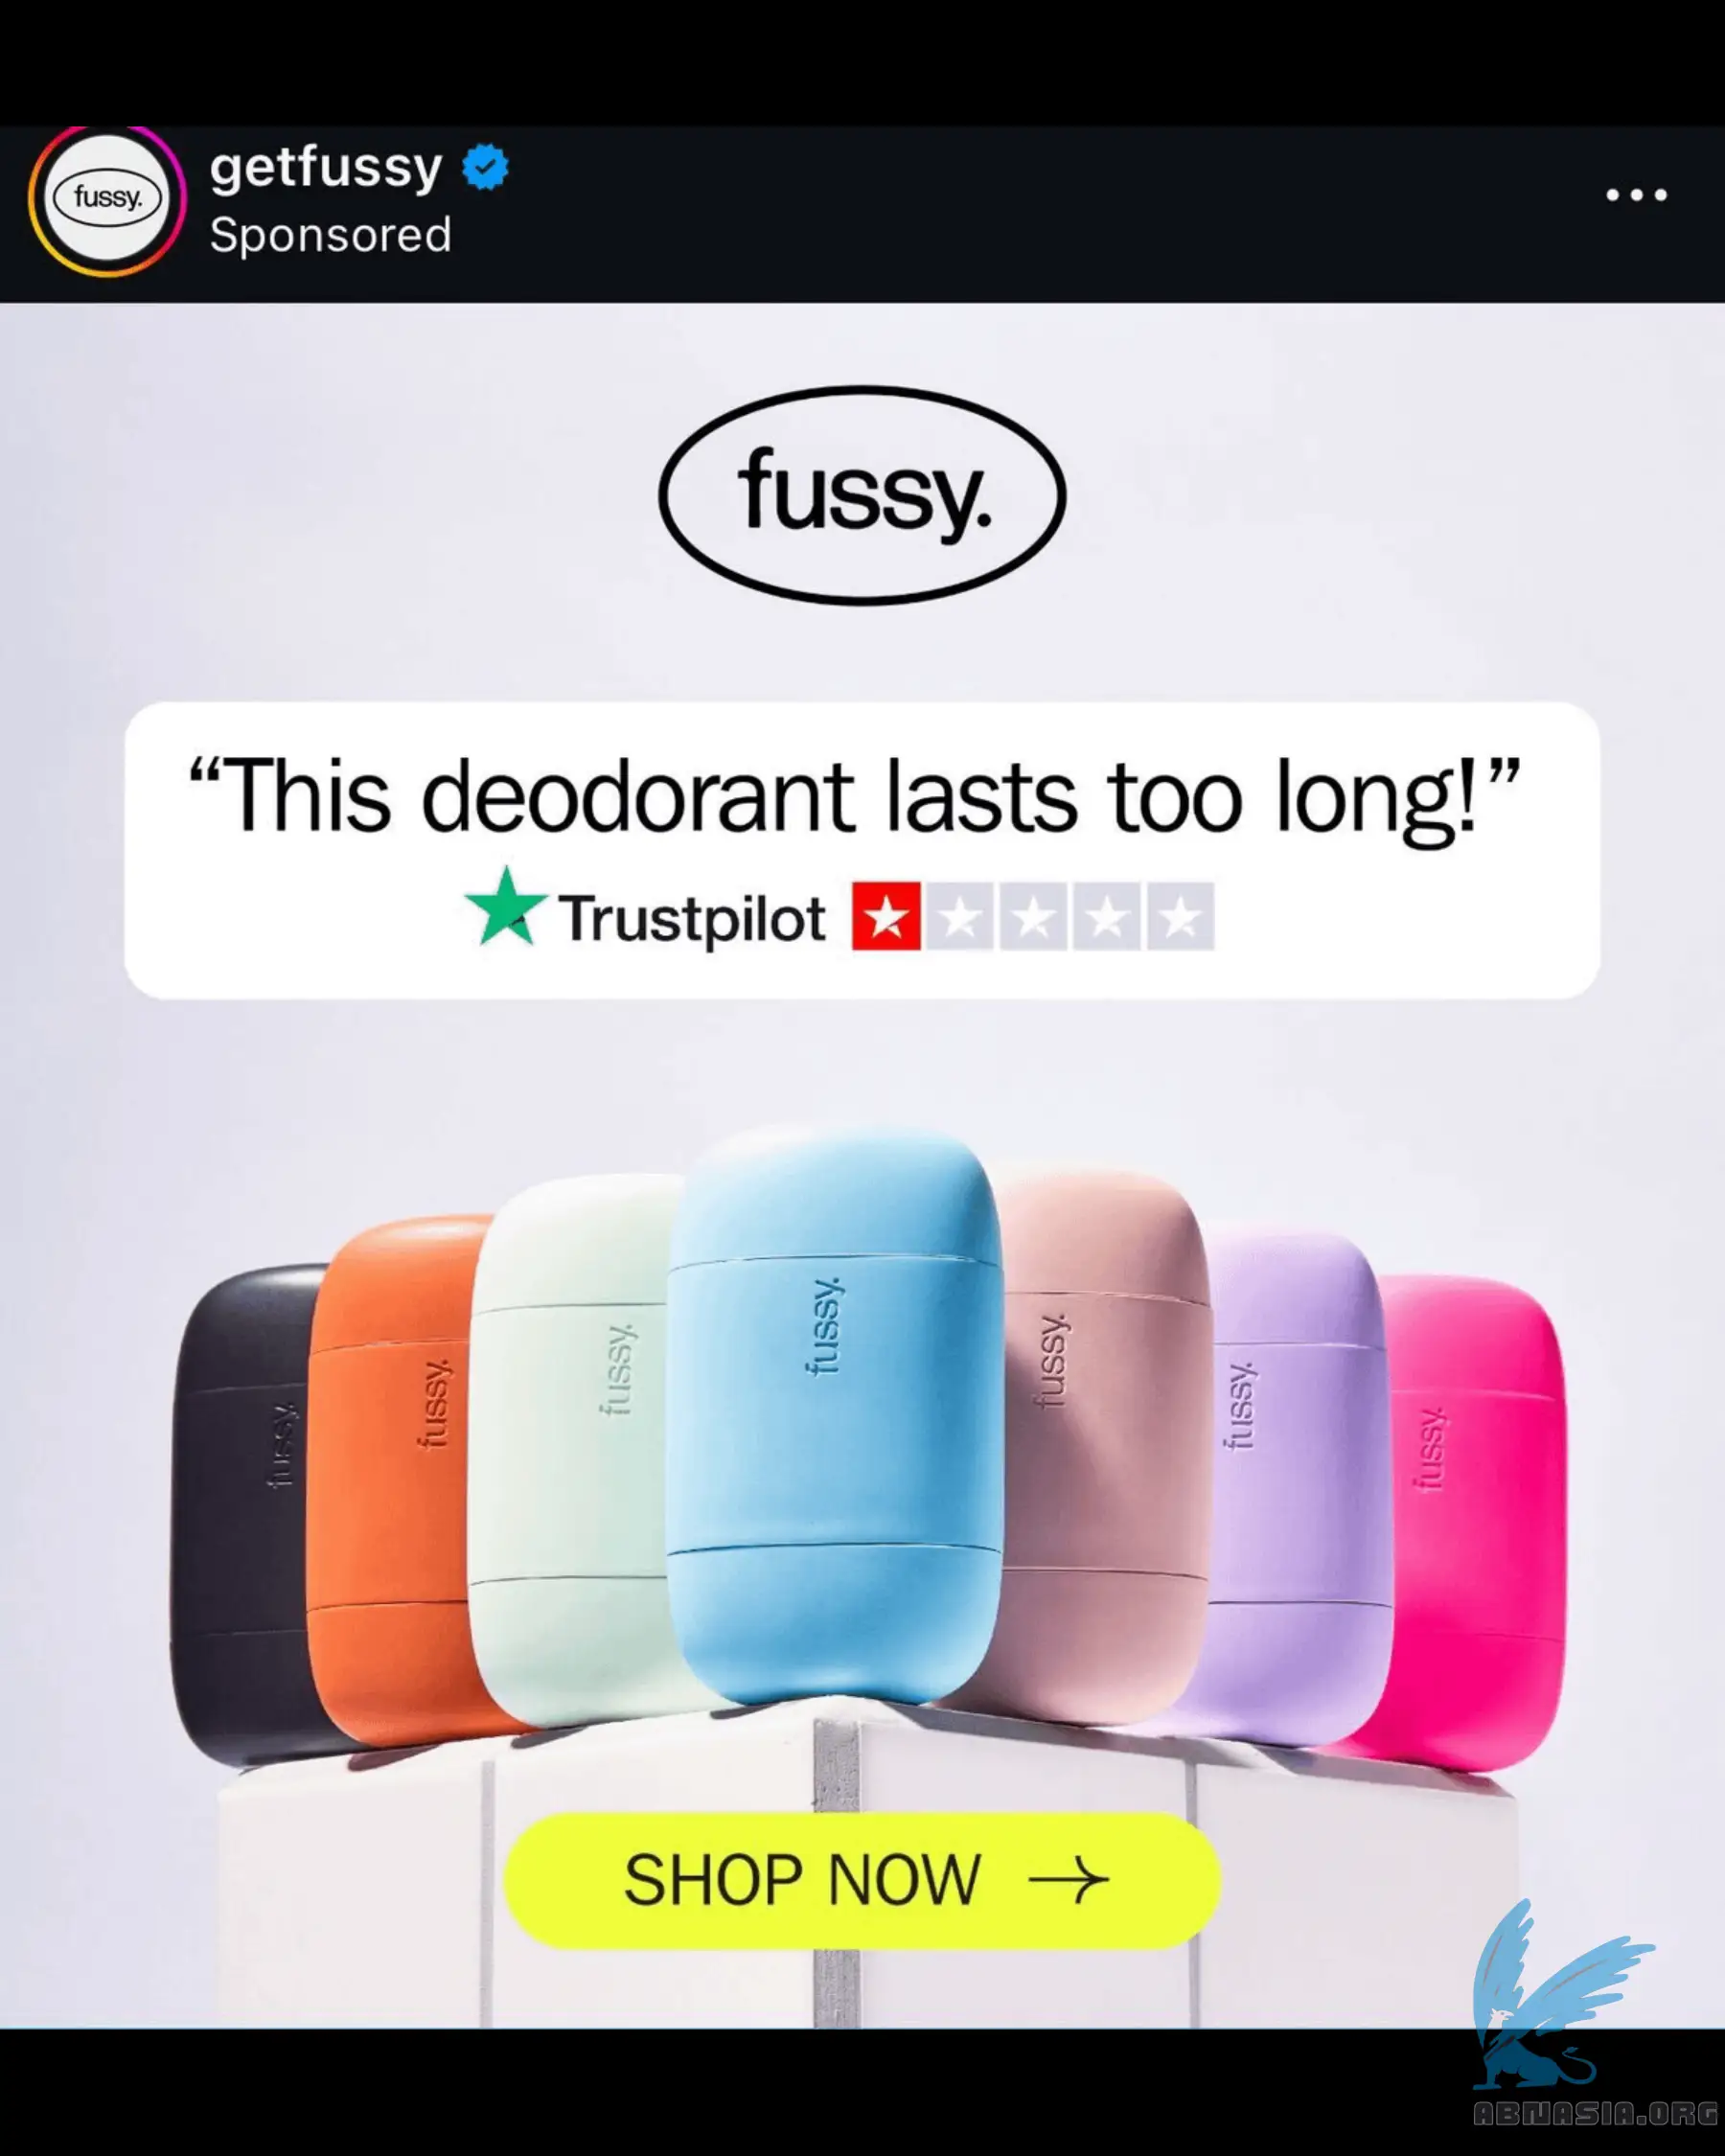 fussy.
getfussy
Sponsored
fussy.
“This deodorant lasts too long!”
Trustpilot
fussy.
fussy.
fussy.
fussy.
fussy.
fussy.
fussy.
SHOP NOW
ABNASIA.ORG